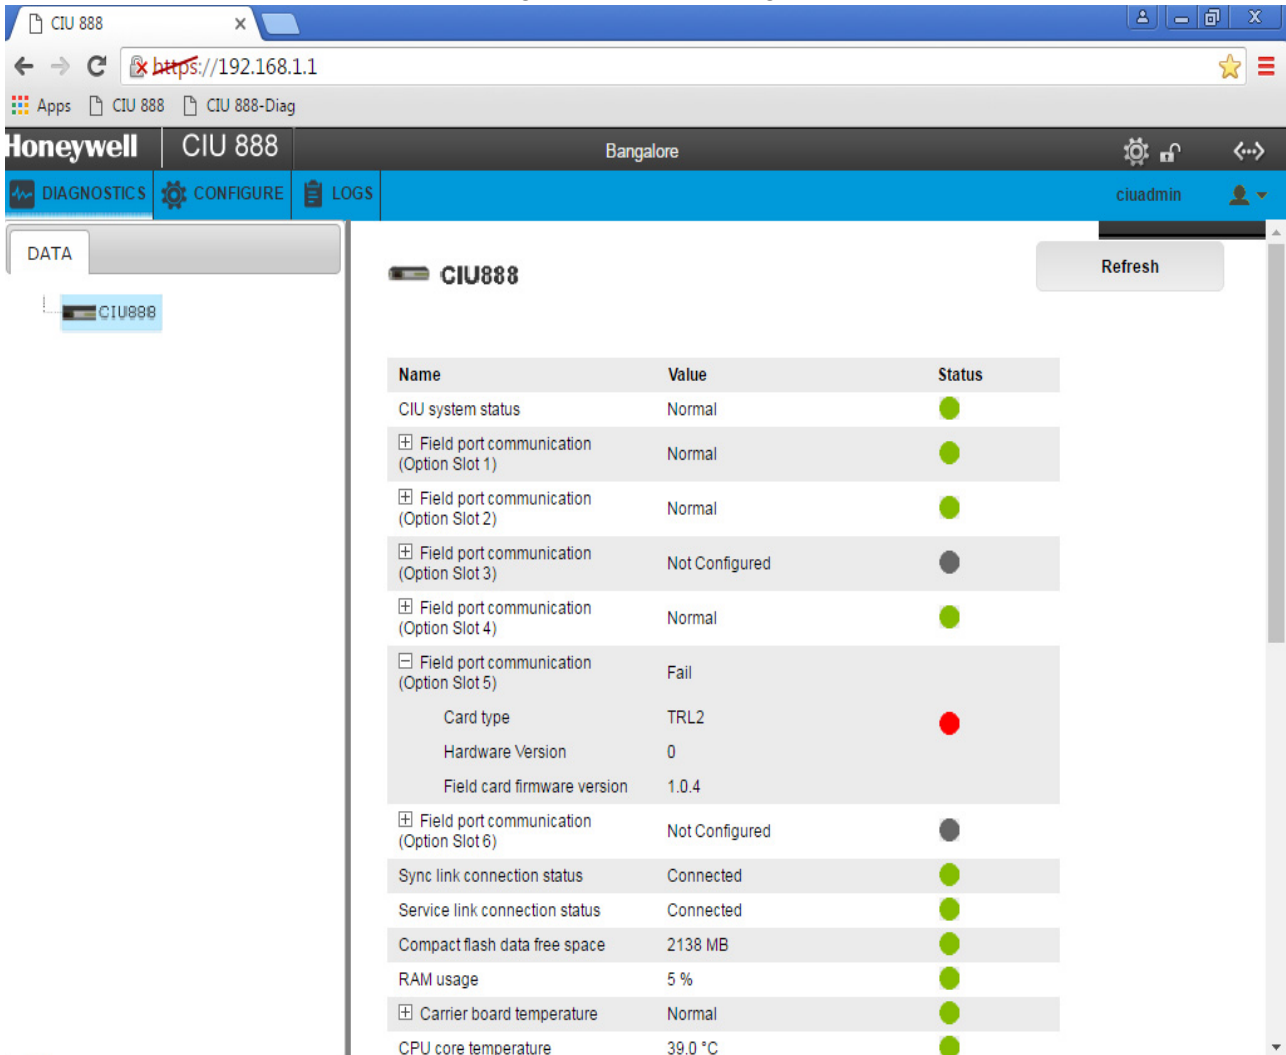 CIU 888
https://192.168.1.1
Apps CIU 888 CIU 888-Diag
Honeywell CIU 888 Bangalore
DIAGNOSTICS CONFIGURE LOGS ciuadmin
DATA
CIU888
CIU888
Refresh
Name Value Status
CIU system status Normal
Field port communication
(Option Slot 1) Normal
Field port communication
(Option Slot 2) Normal
Field port communication
(Option Slot 3) Not Configured
Field port communication
(Option Slot 4) Normal
Field port communication
(Option Slot 5) Fail
Card type TRL2
Hardware Version 0
Field card firmware version 1.0.4
Field port communication
(Option Slot 6) Not Configured
Sync link connection status Connected
Service link connection status Connected
Compact flash data free space 2138 MB
RAM usage 5 %
Carrier board temperature Normal
CPU core temperature 39.0 °C